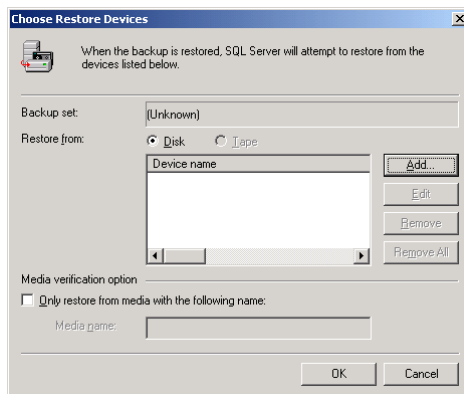 Choose Restore Devices
When the backup is restored, SQL Server will attempt to restore from the
devices listed below.
Backup set:
(Unknown)
Restore from:
Disk
Tape
Device name
Add...
Edit
Remove
Remove All
Media verification option
Only restore from media with the following name:
Media name:
OK
Cancel